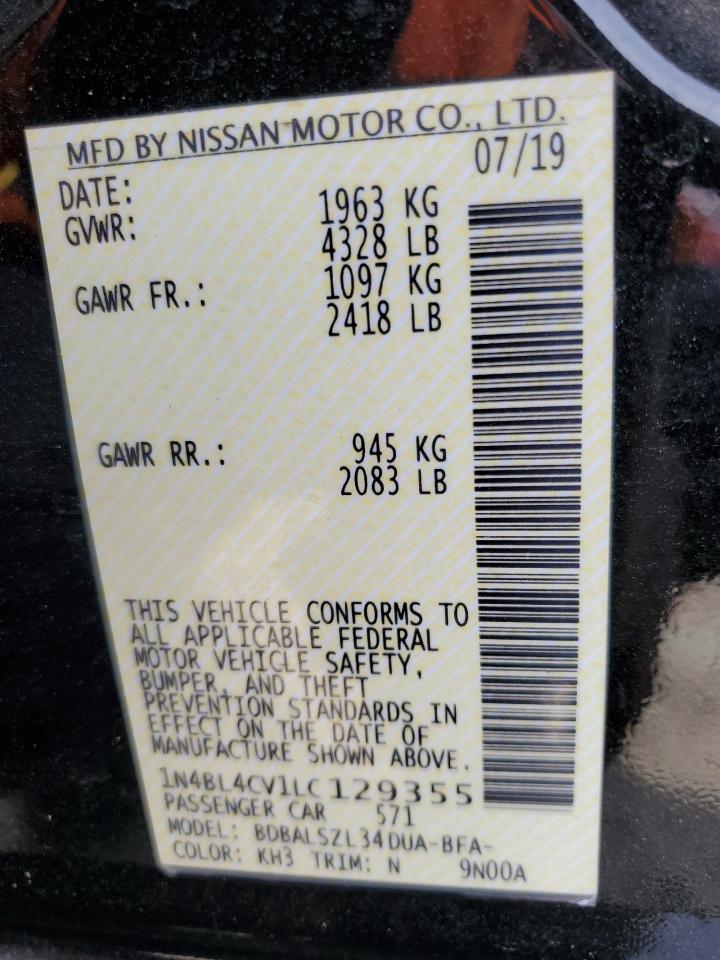 MFD BY NISSAN MOTOR CO., LTD.
DATE: 07/19
GVWR: 1963 KG
4328 LB
GAWR FR.: 1097 KG
2418 LB
GAWR RR.: 945 KG
2083 LB
THIS VEHICLE CONFORMS TO
ALL APPLICABLE FEDERAL
MOTOR VEHICLE SAFETY,
BUMPER, AND THEFT
PREVENTION STANDARDS IN
EFFECT ON THE DATE OF
MANUFACTURE SHOWN ABOVE.
1N4BL4CV1LC129355
PASSENGER CAR 571
MODEL: BDBALSZL34DUA-BFA-
COLOR: KH3 TRIM: N 9N00A